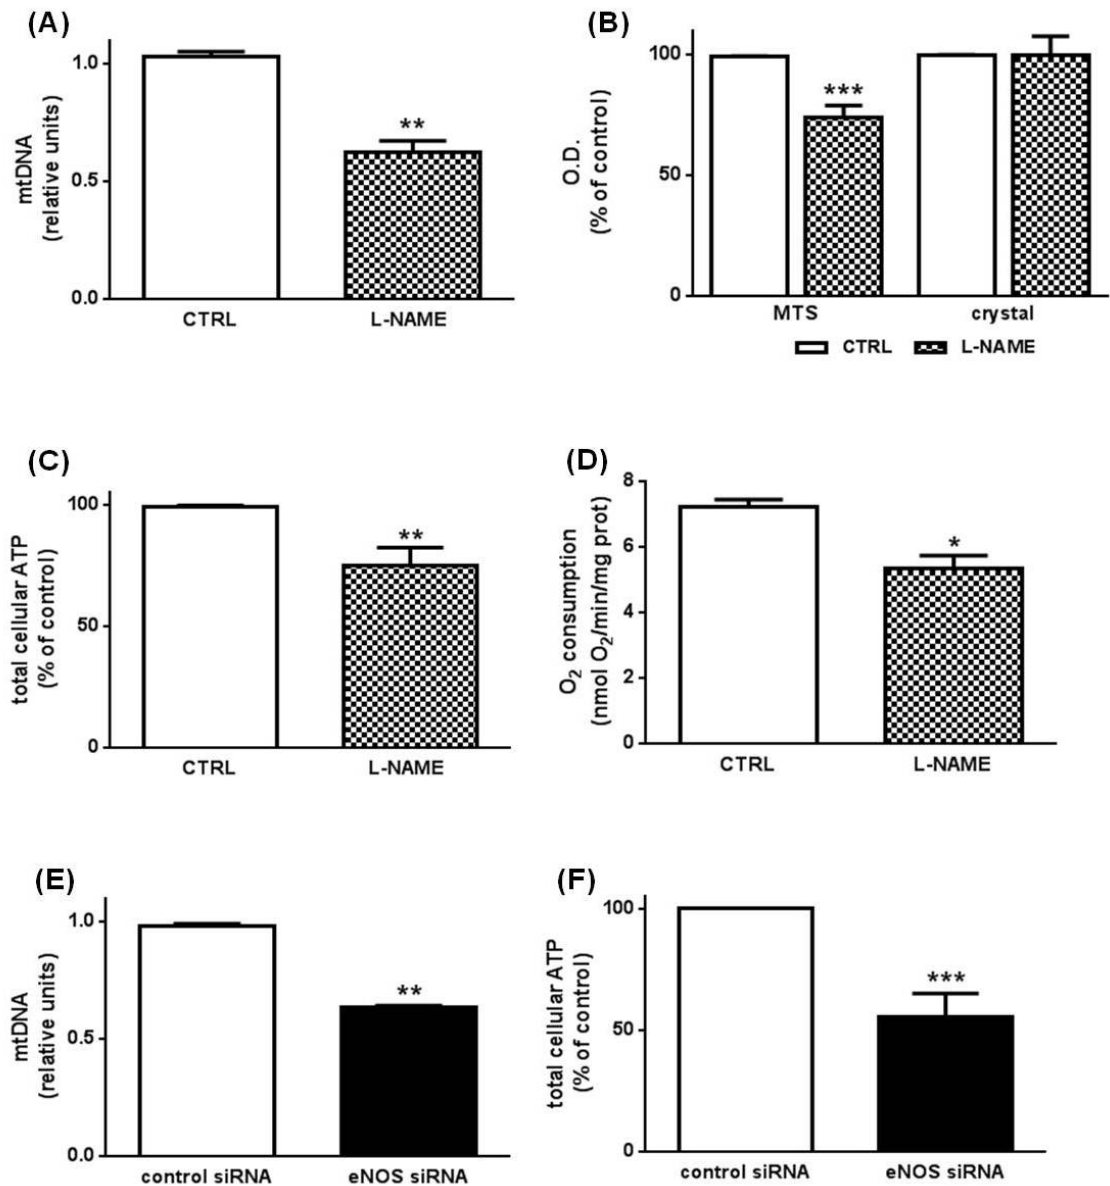 (A)
mtDNA
(relative units)
1.0
0.5
0.0
**
CTRL
L-NAME
(B)
O.D.
(% of control)
100
50
0
***
MTS
crystal
CTRL
L-NAME
(C)
total cellular ATP
(% of control)
100
50
0
**
CTRL
L-NAME
(D)
O₂ consumption
(nmol O₂/min/mg prot)
8
6
4
2
0
*
CTRL
L-NAME
(E)
mtDNA
(relative units)
1.0
0.5
0.0
**
control siRNA
eNOS siRNA
(F)
total cellular ATP
(% of control)
100
50
0
***
control siRNA
eNOS siRNA